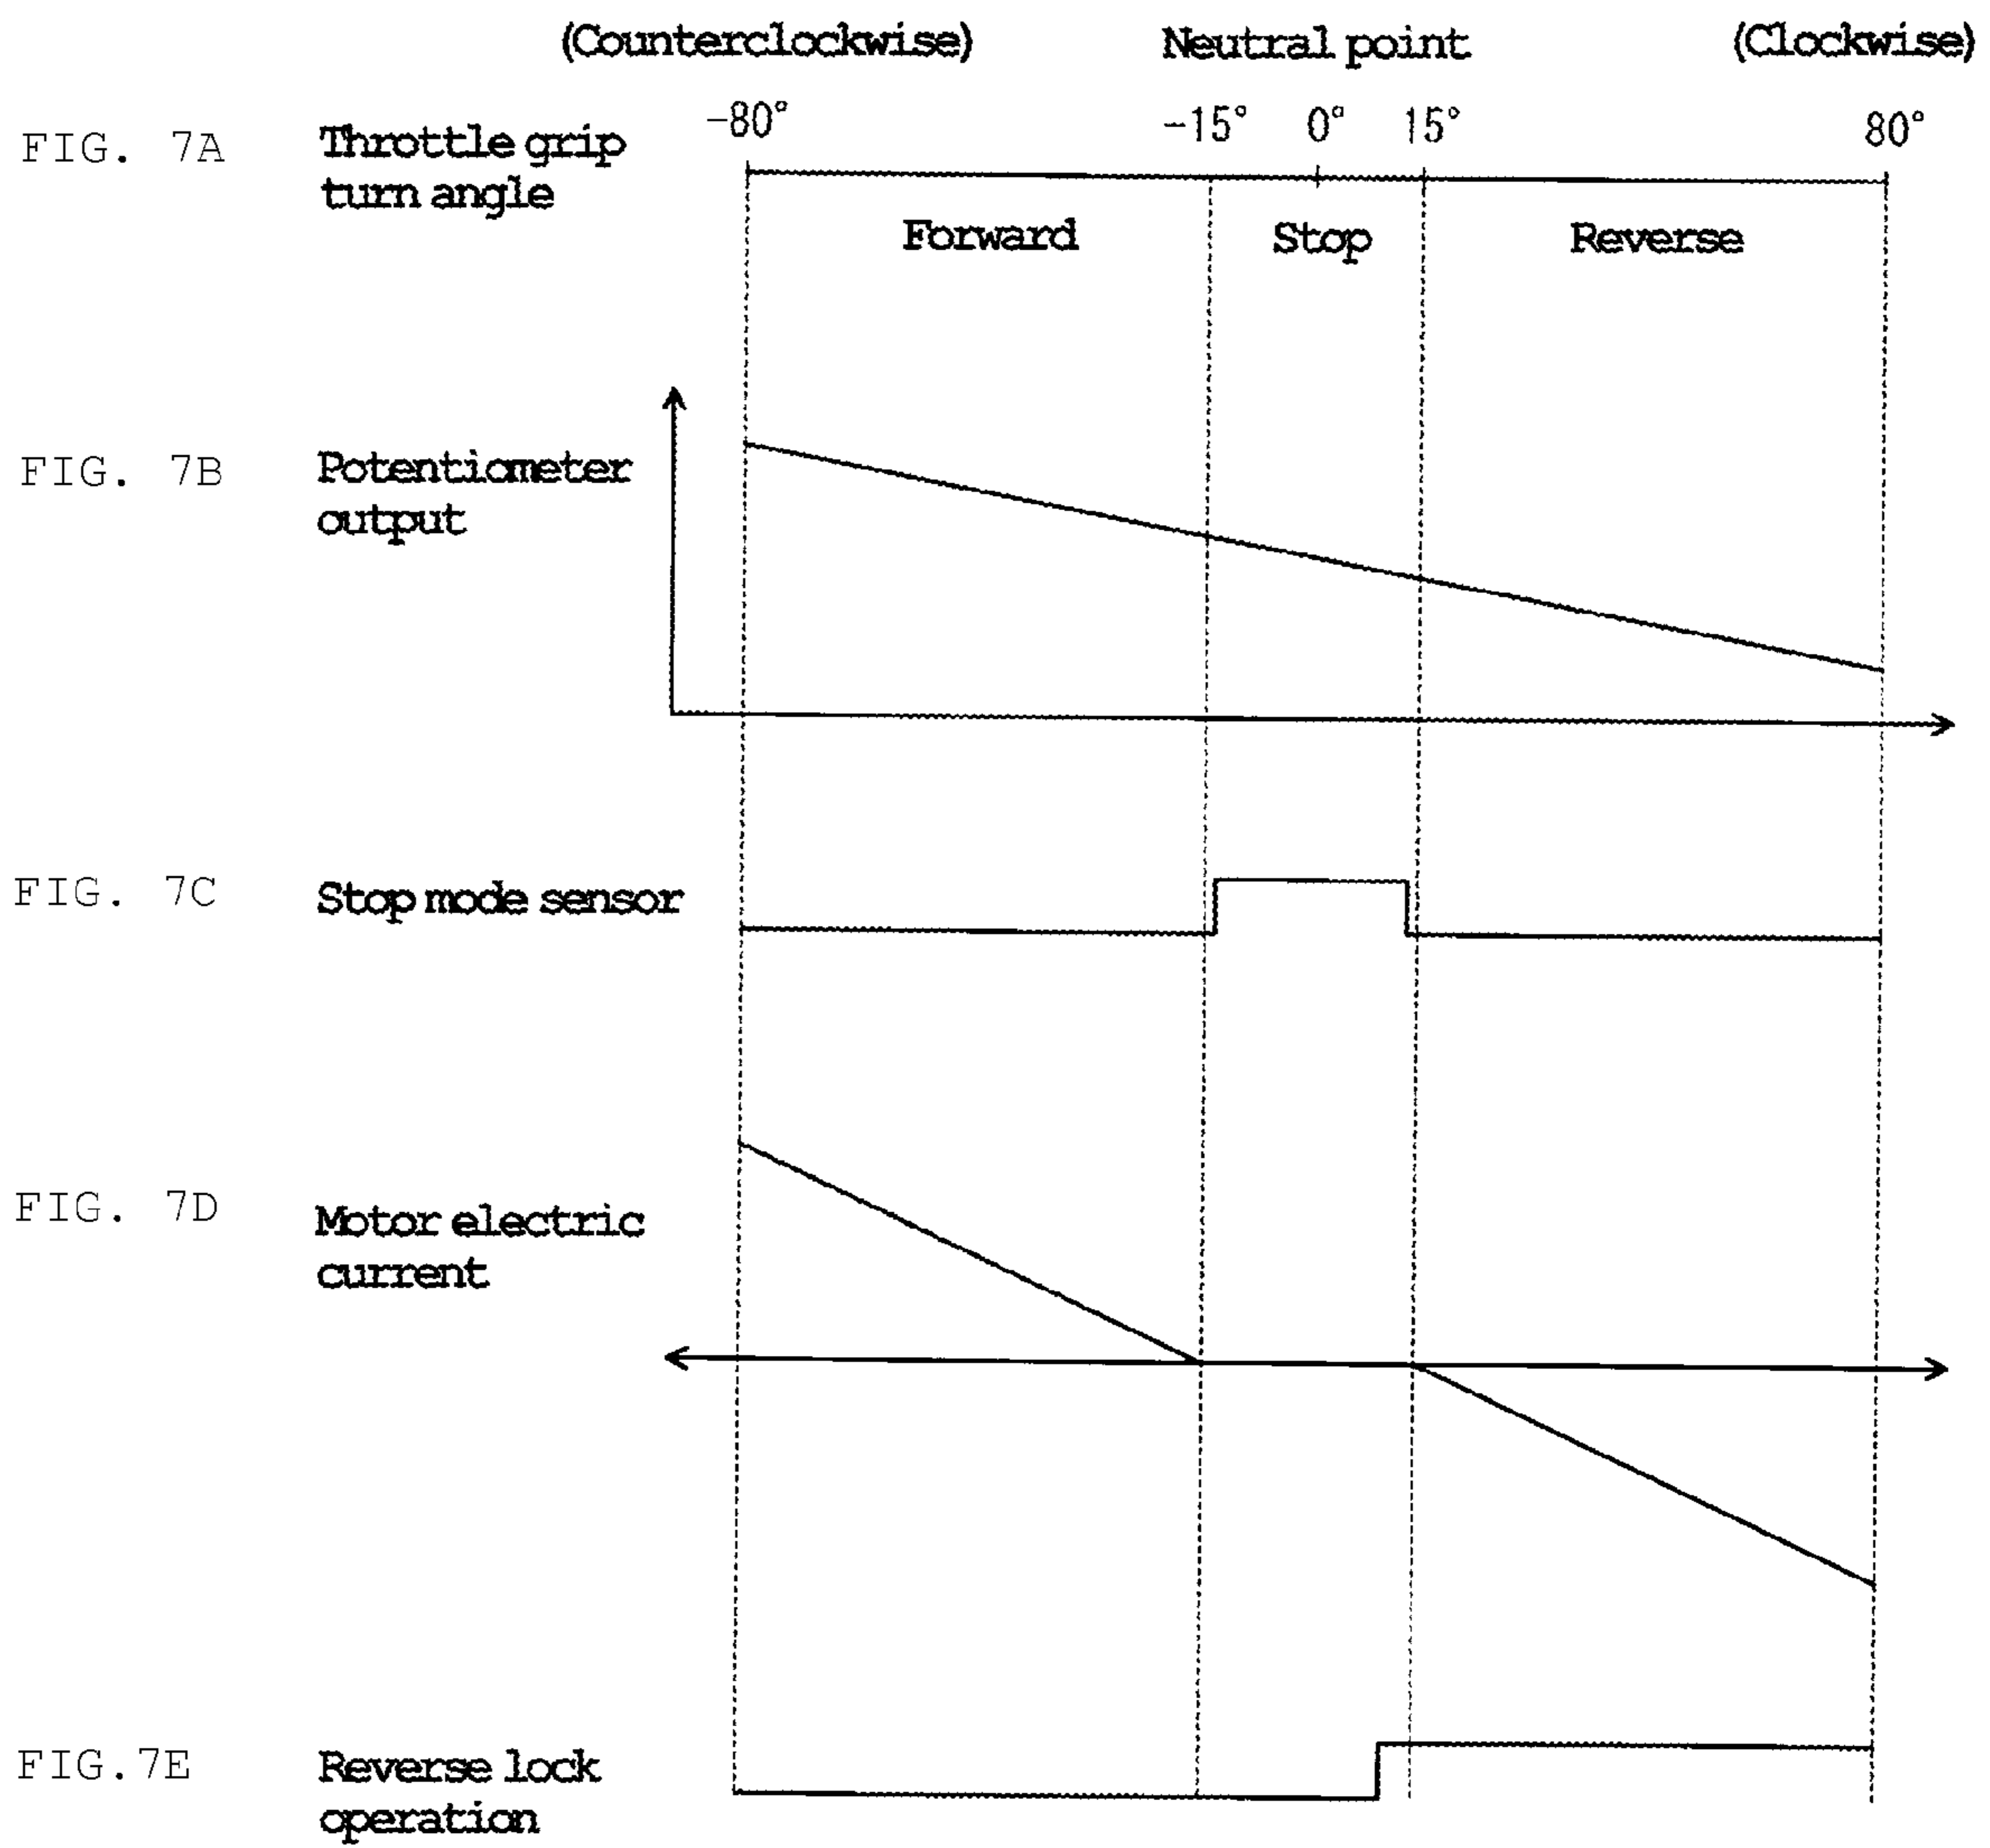 (Counterclockwise) Neutral point (Clockwise)
-80° -15° 0° 15° 80°
FIG. 7A Throttle grip
turn angle
Forward Stop Reverse
FIG. 7B Potentiometer
output
FIG. 7C Stop mode sensor
FIG. 7D Motor electric
current
FIG.7E Reverse lock
operation